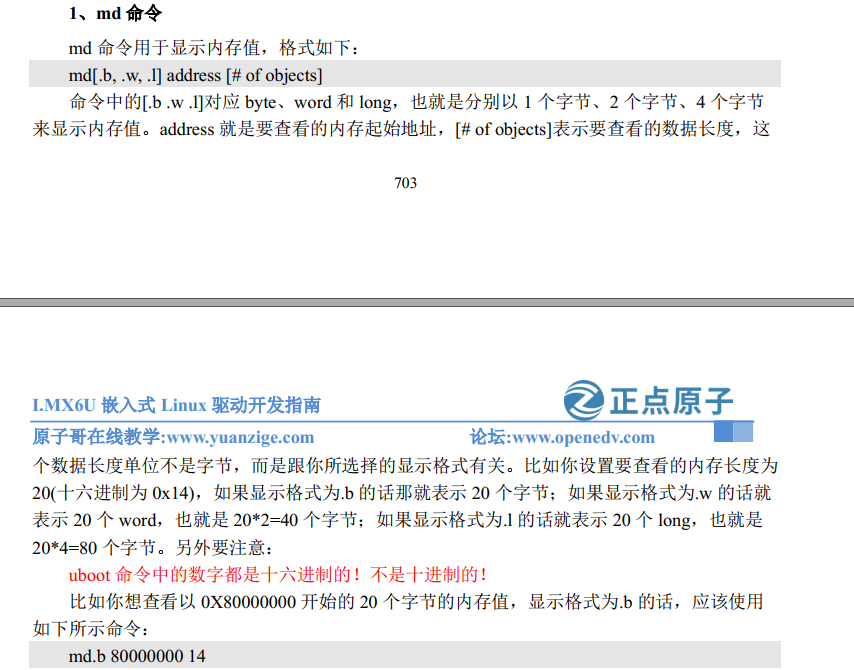 1、md 命令
md 命令用于显示内存值，格式如下：
md[.b, .w, .l] address [# of objects]
命令中的[.b .w .l]对应 byte、word 和 long，也就是分别以 1 个字节、2 个字节、4 个字节
来显示内存值。address 就是要查看的内存起始地址，[# of objects]表示要查看的数据长度，这
703
正点原子
I.MX6U 嵌入式 Linux 驱动开发指南
原子哥在线教学:www.yuanzige.com 论坛:www.openedv.com
个数据长度单位不是字节，而是跟你所选择的显示格式有关。比如你设置要查看的内存长度为
20(十六进制为 0x14)，如果显示格式为.b 的话那就表示 20 个字节；如果显示格式为.w 的话就
表示 20 个 word，也就是 20*2=40 个字节；如果显示格式为.l 的话就表示 20 个 long，也就是
20*4=80 个字节。另外要注意：
uboot 命令中的数字都是十六进制的！不是十进制的！
比如你想查看以 0X80000000 开始的 20 个字节的内存值，显示格式为.b 的话，应该使用
如下所示命令：
md.b 80000000 14